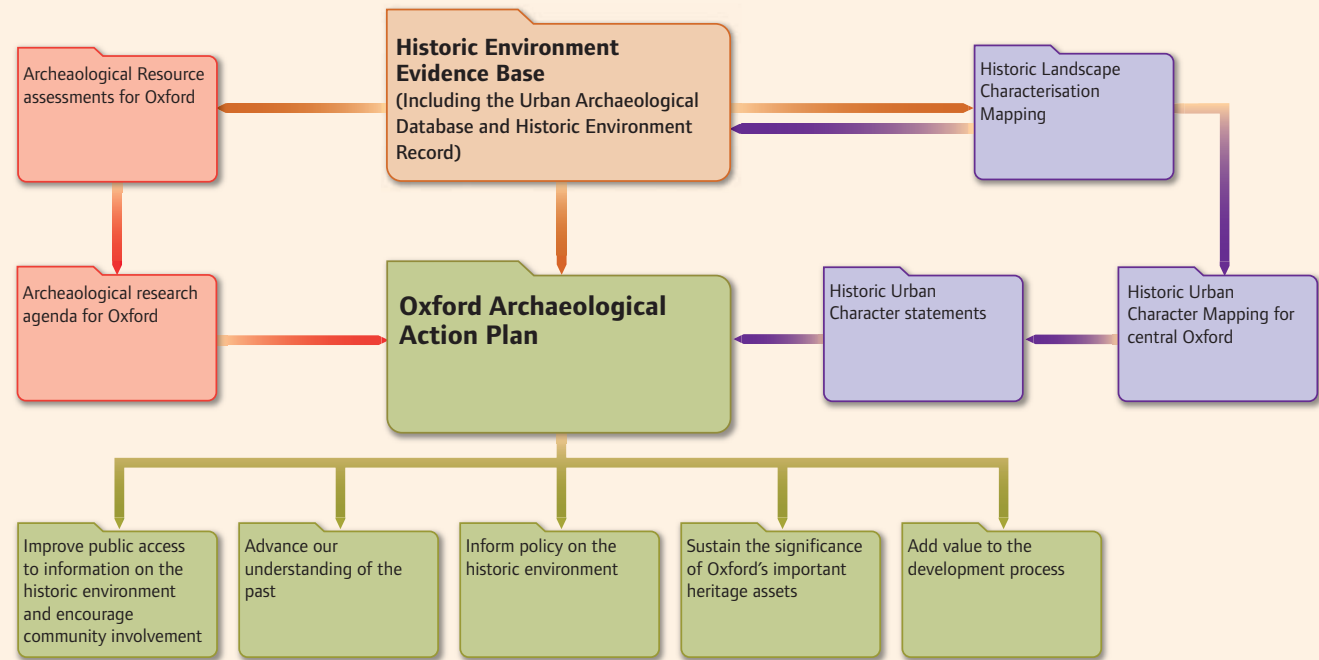 Archaeological Resource
assessments for Oxford
Historic Environment
Evidence Base
(Including the Urban Archaeological
Database and Historic Environment
Record)
Historic Landscape
Characterisation
Mapping
Archaeological research
agenda for Oxford
Oxford Archaeological
Action Plan
Historic Urban
Character statements
Historic Urban
Character Mapping for
central Oxford
Improve public access
to information on the
historic environment
and encourage
community involvement
Advance our
understanding of the
past
Inform policy on the
historic environment
Sustain the significance
of Oxford’s important
heritage assets
Add value to the
development process